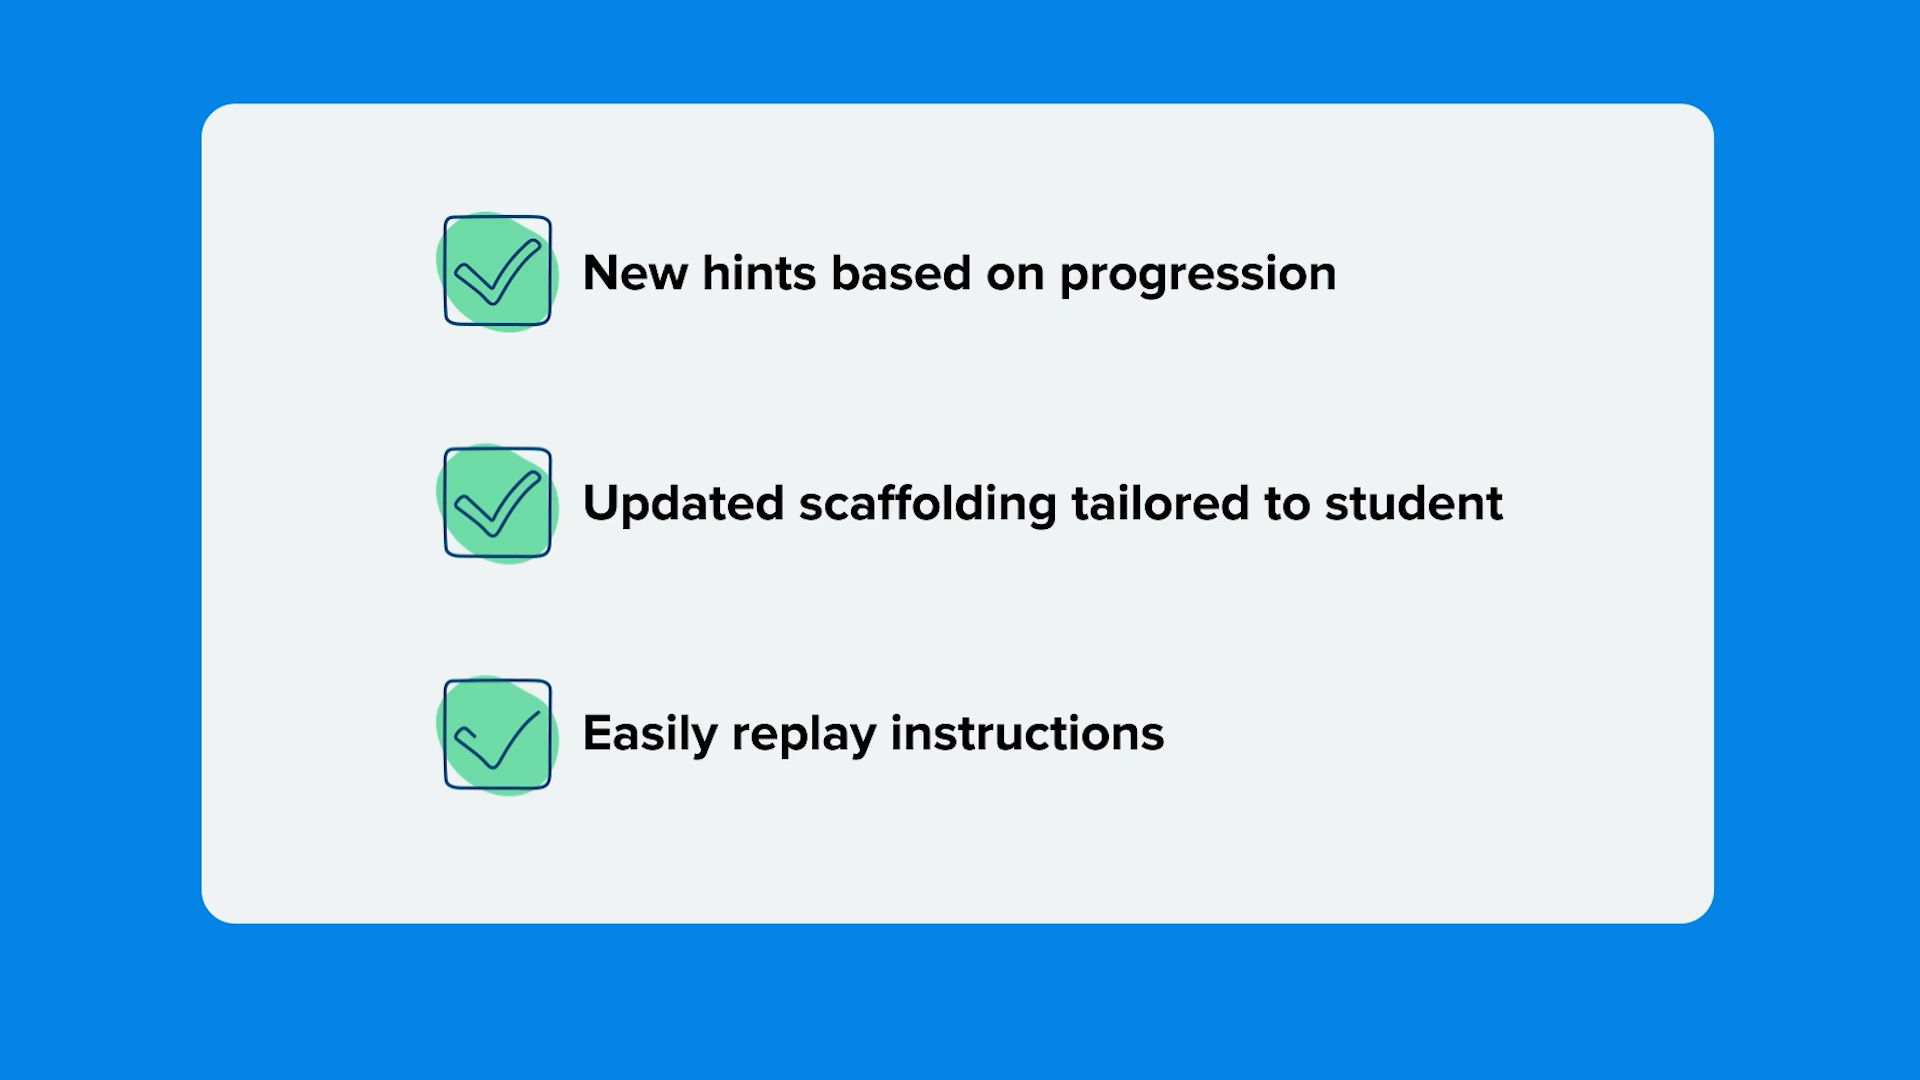 New hints based on progression
Updated scaffolding tailored to student
Easily replay instructions